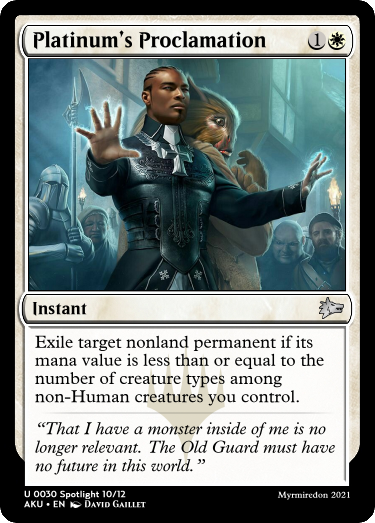 Platinum's Proclamation 1
Instant
Exile target nonland permanent if its
mana value is less than or equal to the
number of creature types among
non-Human creatures you control.
"That I have a monster inside of me is no
longer relevant. The Old Guard must have
no future in this world."
U 0030 Spotlight 10/12
AKU • EN David Gaillet
Myrmiredon 2021